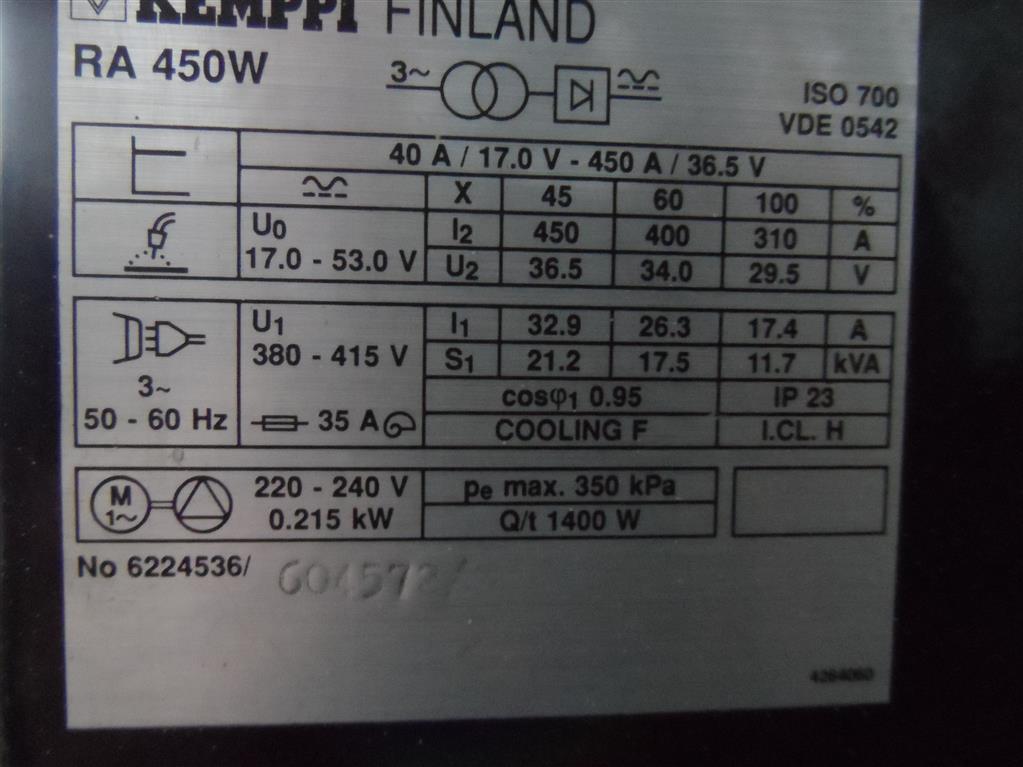 KEMPPI FINLAND
RA 450W
3~
ISO 700
VDE 0542
40 A / 17.0 V - 450 A / 36.5 V
X 45 60 100 %
U0
17.0 - 53.0 V
I2 450 400 310 A
U2 36.5 34.0 29.5 V
U1
380 - 415 V
I1 32.9 26.3 17.4 A
S1 21.2 17.5 11.7 kVA
3~
50 - 60 Hz
35 A
cosφ1 0.95 IP 23
COOLING F I.CL. H
M
1~
220 - 240 V
0.215 kW
pe max. 350 kPa
Q/t 1400 W
No 6224536/ 604572/
4264060